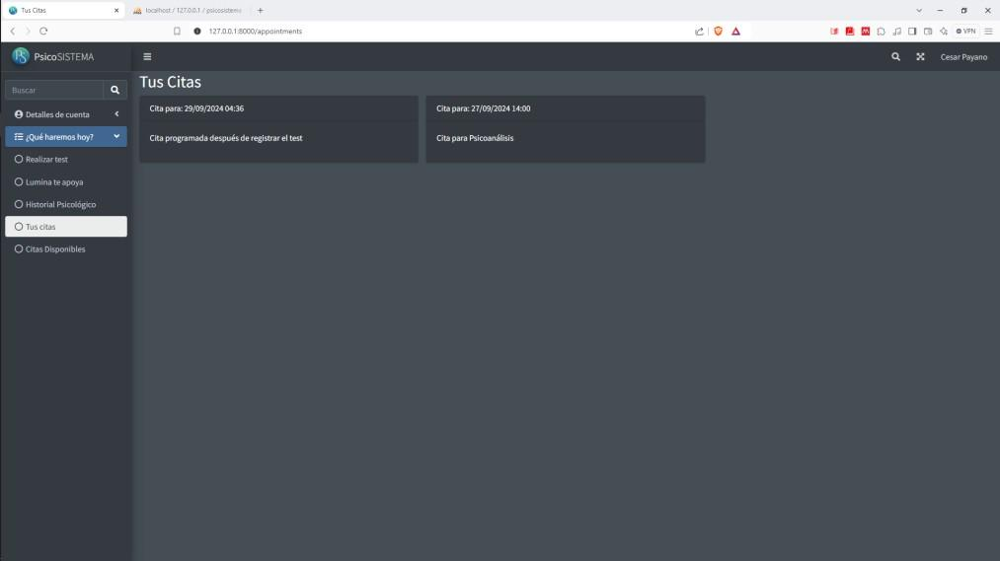 Tus Citas
localhost / 127.0.0.1 / psicosistema
127.0.0.1:8000/appointments
VPN
PS
PsicoSISTEMA
Cesar Payano
Buscar
Detalles de cuenta
¿Qué haremos hoy?
Realizar test
Lumina te apoya
Historial Psicológico
Tus citas
Citas Disponibles
Tus Citas
Cita para: 29/09/2024 04:36
Cita programada después de registrar el test
Cita para: 27/09/2024 14:00
Cita para Psicoanálisis